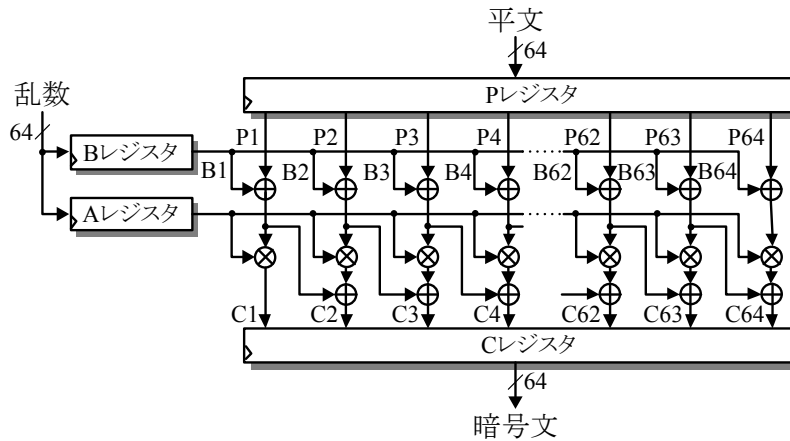 平文
64
Pレジスタ
乱数
64
Bレジスタ
P1 P2 P3 P4 P62 P63 P64
B1 B2 B3 B4 B62 B63 B64
Aレジスタ
C1 C2 C3 C4 C62 C63 C64
Cレジスタ
64
暗号文